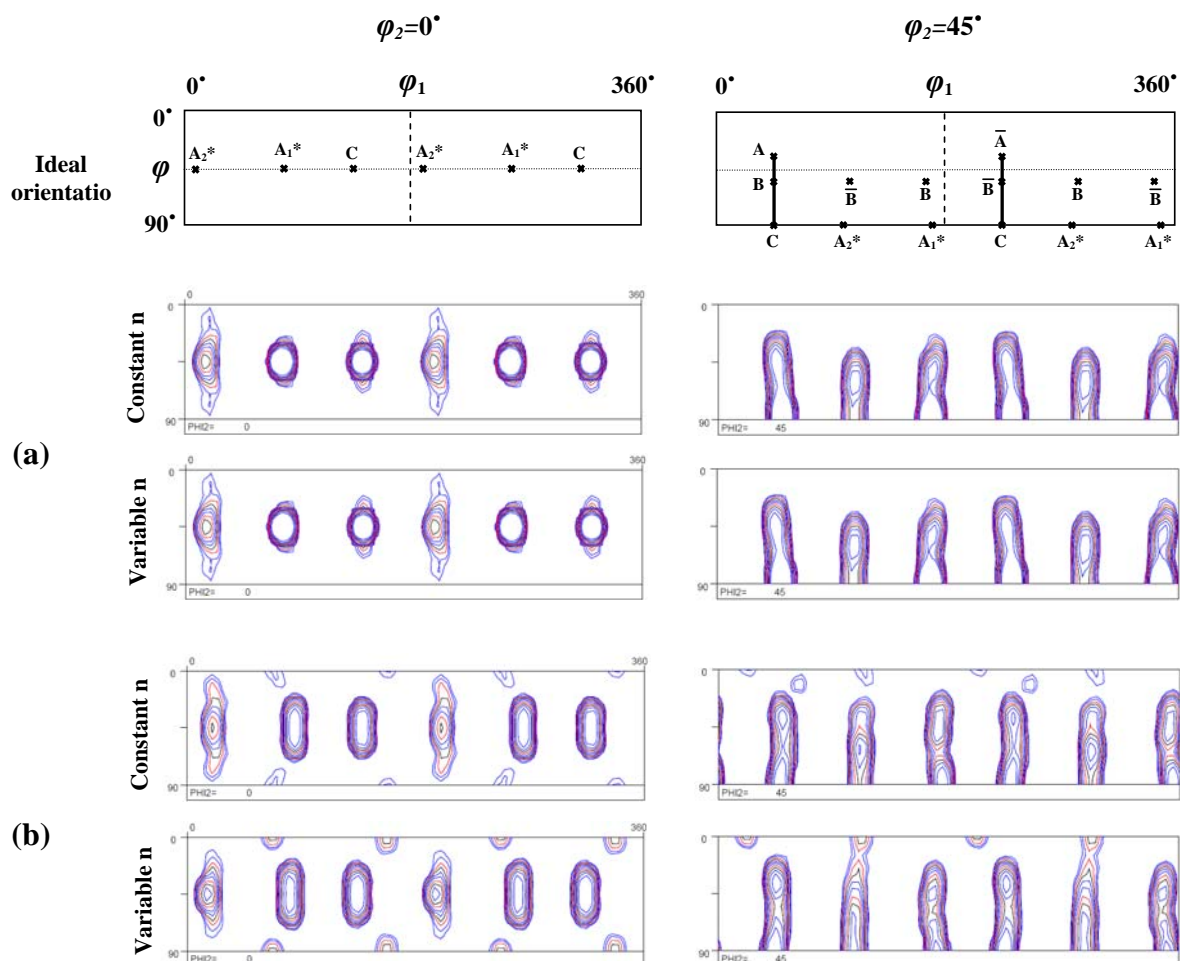 φ2=0• φ2=45•
0• φ1 360• 0• φ1 360•
Ideal
orientatio
0•
φ
90•
A2* A1* C A2* A1* C
A A̅
B B̅ B B̅ B B̅
C A2* A1* C A2* A1*
(a)
Constant n
0 360
0
90
PHI2= 0
0
90
PHI2= 45
Variable n
360
0
90
PHI2= 0
0
90
PHI2= 45
(b)
Constant n
0 360
0
90
PHI2= 0
0
90
PHI2= 45
Variable n
360
0
90
PHI2= 0
0
90
PHI2= 45